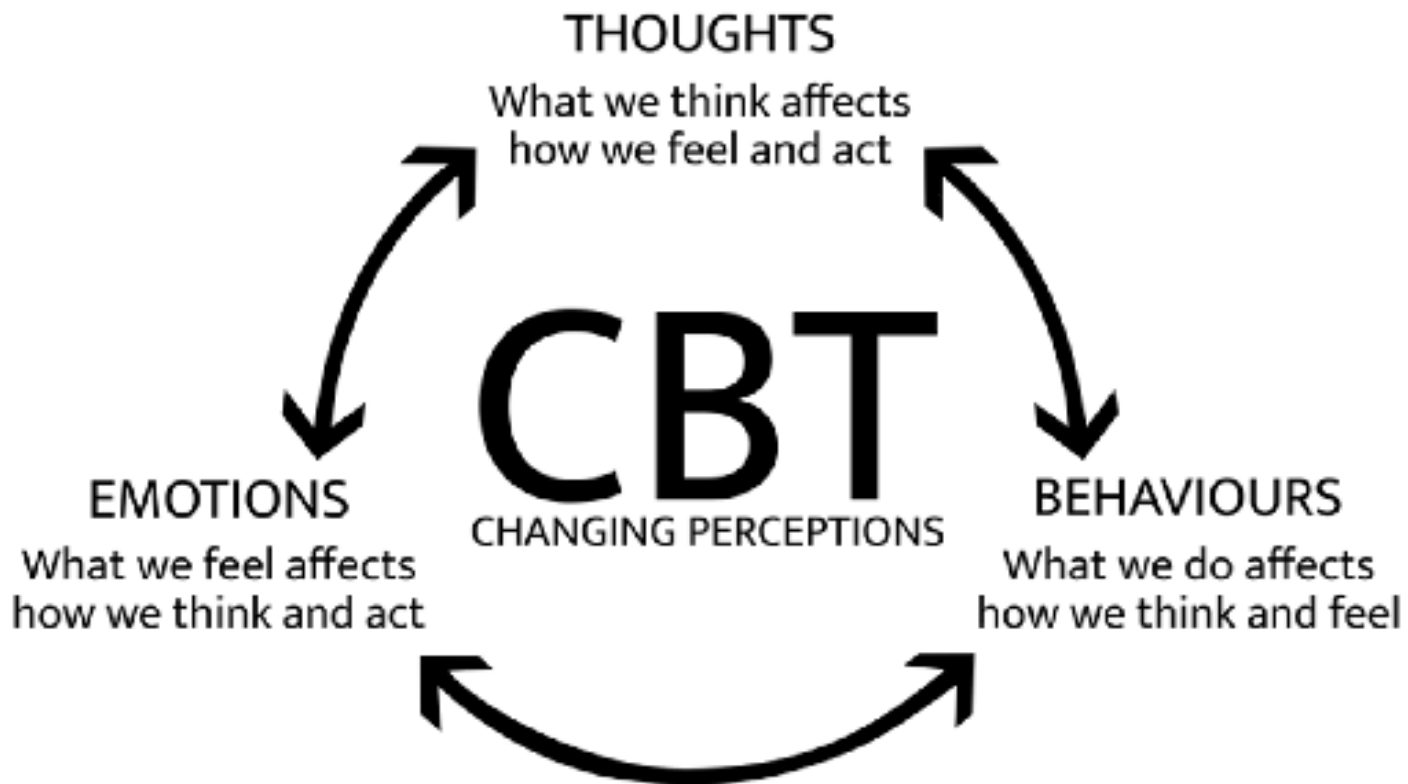 THOUGHTS
What we think affects
how we feel and act
CBT
CHANGING PERCEPTIONS
EMOTIONS
What we feel affects
how we think and act
BEHAVIOURS
What we do affects
how we think and feel